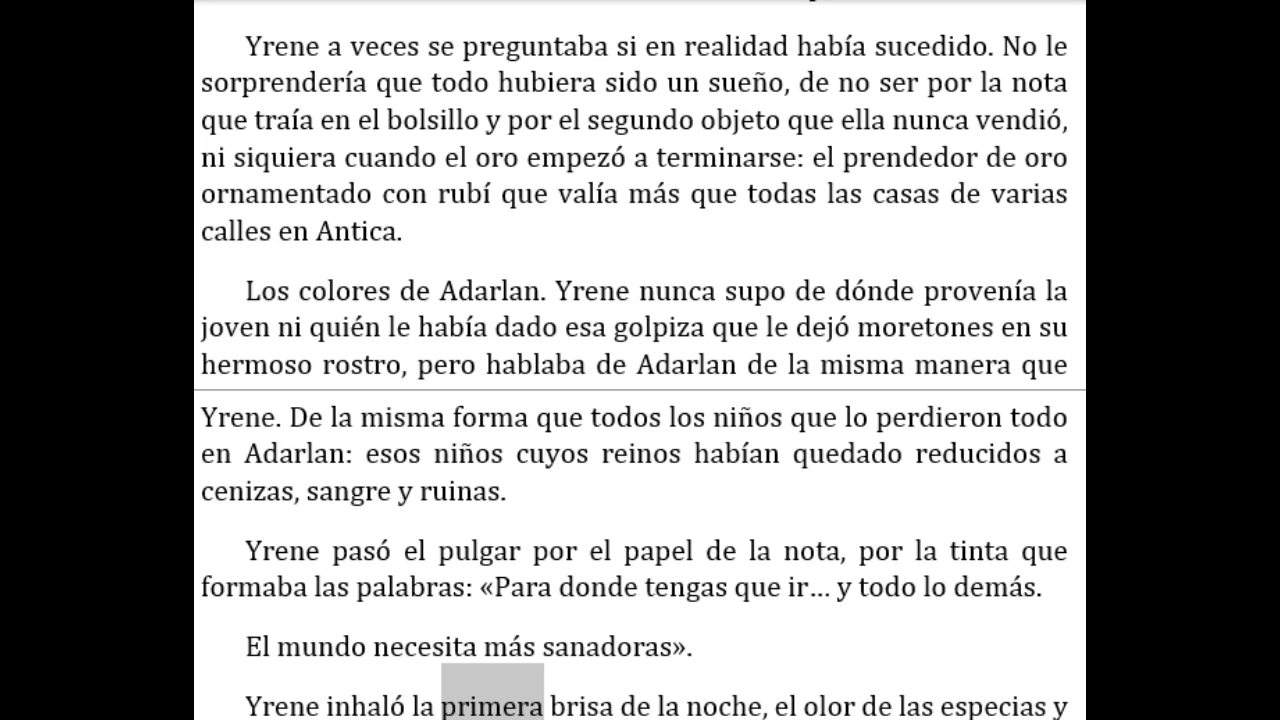 Yrene a veces se preguntaba si en realidad había sucedido. No le
sorprendería que todo hubiera sido un sueño, de no ser por la nota
que traía en el bolsillo y por el segundo objeto que ella nunca vendió,
ni siquiera cuando el oro empezó a terminarse: el prendedor de oro
ornamentado con rubí que valía más que todas las casas de varias
calles en Antica.
Los colores de Adarlan. Yrene nunca supo de dónde provenía la
joven ni quién le había dado esa golpiza que le dejó moretones en su
hermoso rostro, pero hablaba de Adarlan de la misma manera que
Yrene. De la misma forma que todos los niños que lo perdieron todo
en Adarlan: esos niños cuyos reinos habían quedado reducidos a
cenizas, sangre y ruinas.
Yrene pasó el pulgar por el papel de la nota, por la tinta que
formaba las palabras: «Para donde tengas que ir… y todo lo demás.
El mundo necesita más sanadoras».
Yrene inhaló la primera brisa de la noche, el olor de las especias y